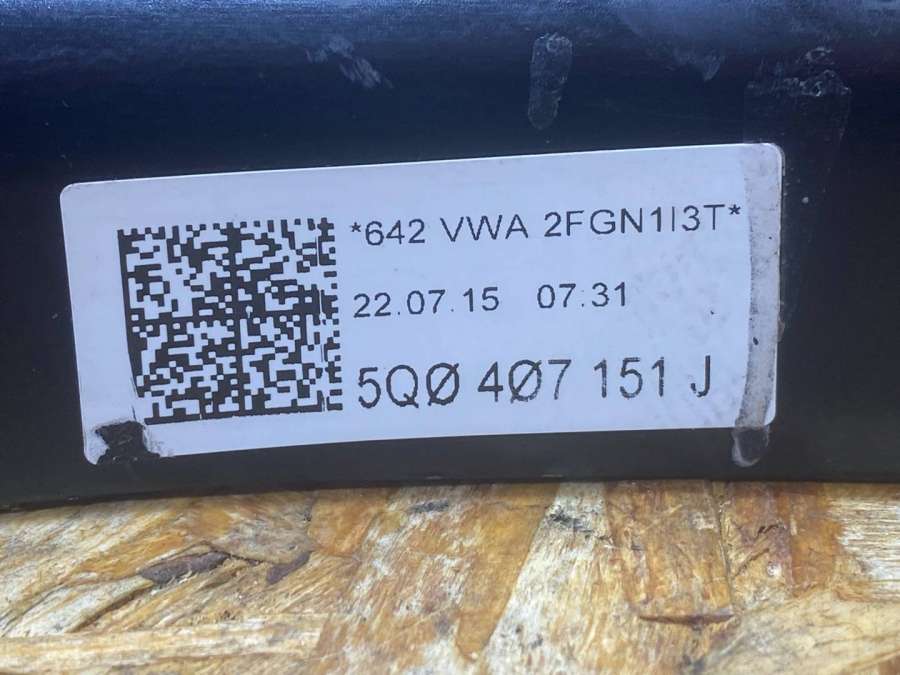 *642 VWA 2FGN1I3T*
22.07.15 07:31
5QØ 4Ø7 151 J